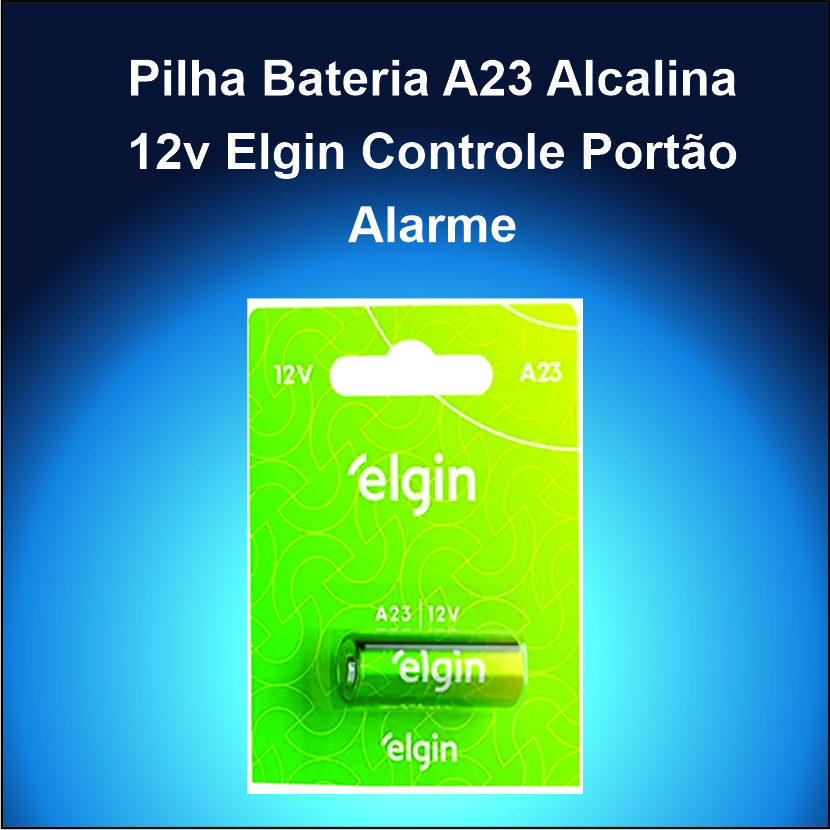 Pilha Bateria A23 Alcalina
12v Elgin Controle Portão
Alarme
12V A23
elgin
A23 | 12V
elgin
elgin